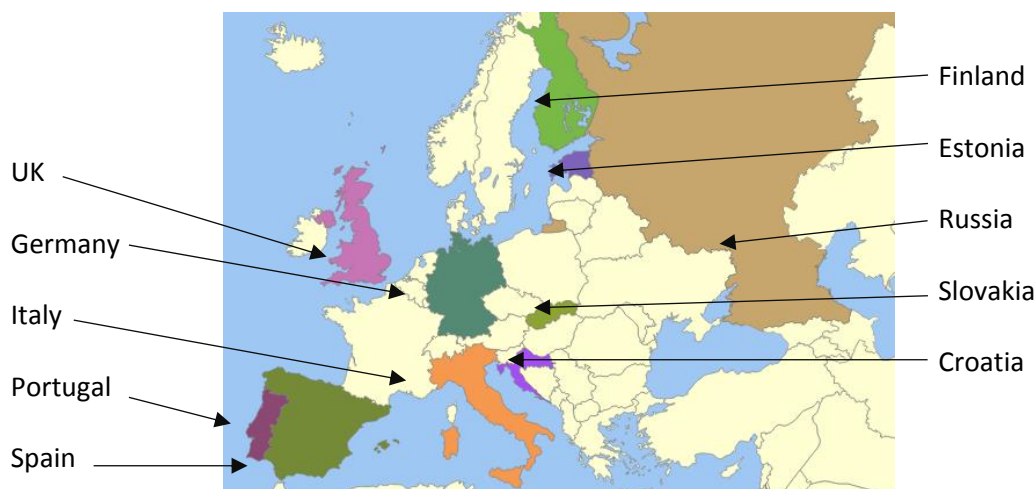 UK
Germany
Italy
Portugal
Spain
Finland
Estonia
Russia
Slovakia
Croatia